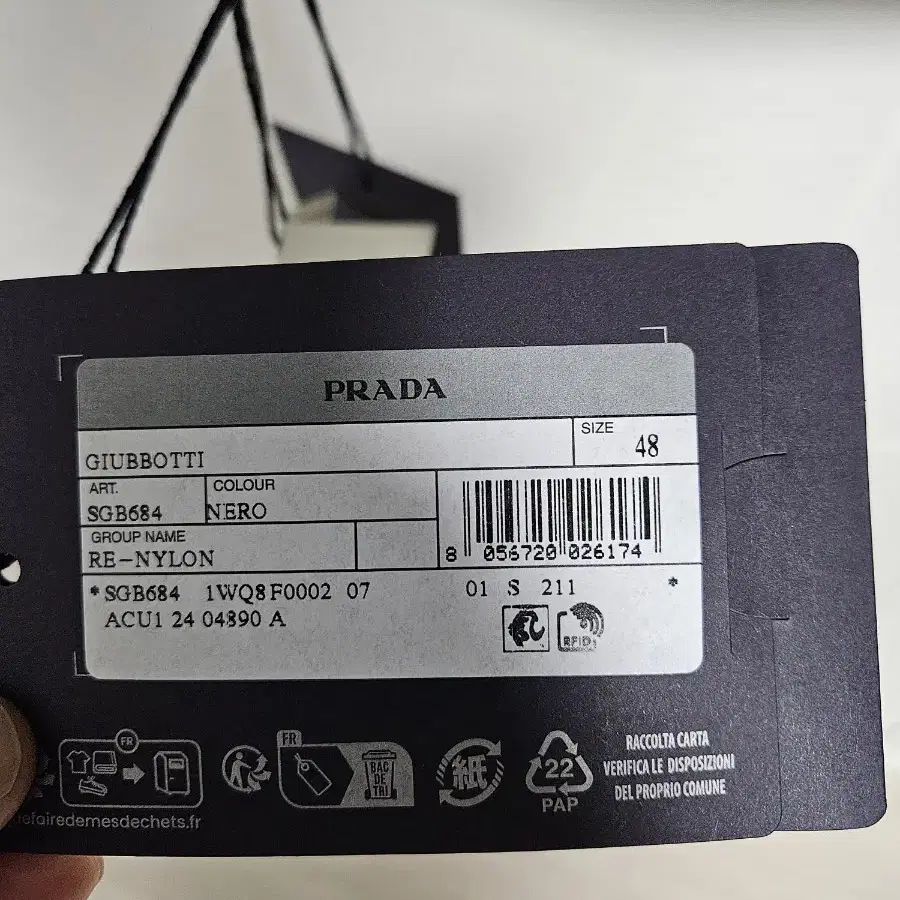 PRADA
GIUBBOTTI
SIZE
48
ART.
SGB684
COLOUR
NERO
GROUP NAME
RE-NYLON
8 056720 026174
*SGB684 1WQ8 F0002 07 01 S 211 *
ACU1 24 04890 A
RFID
FR
FR
BAC
DE
TRI
紙
22
PAP
RACCOLTA CARTA
VERIFICA LE DISPOSIZIONI
DEL PROPRIO COMUNE
efairedemesdechets.fr